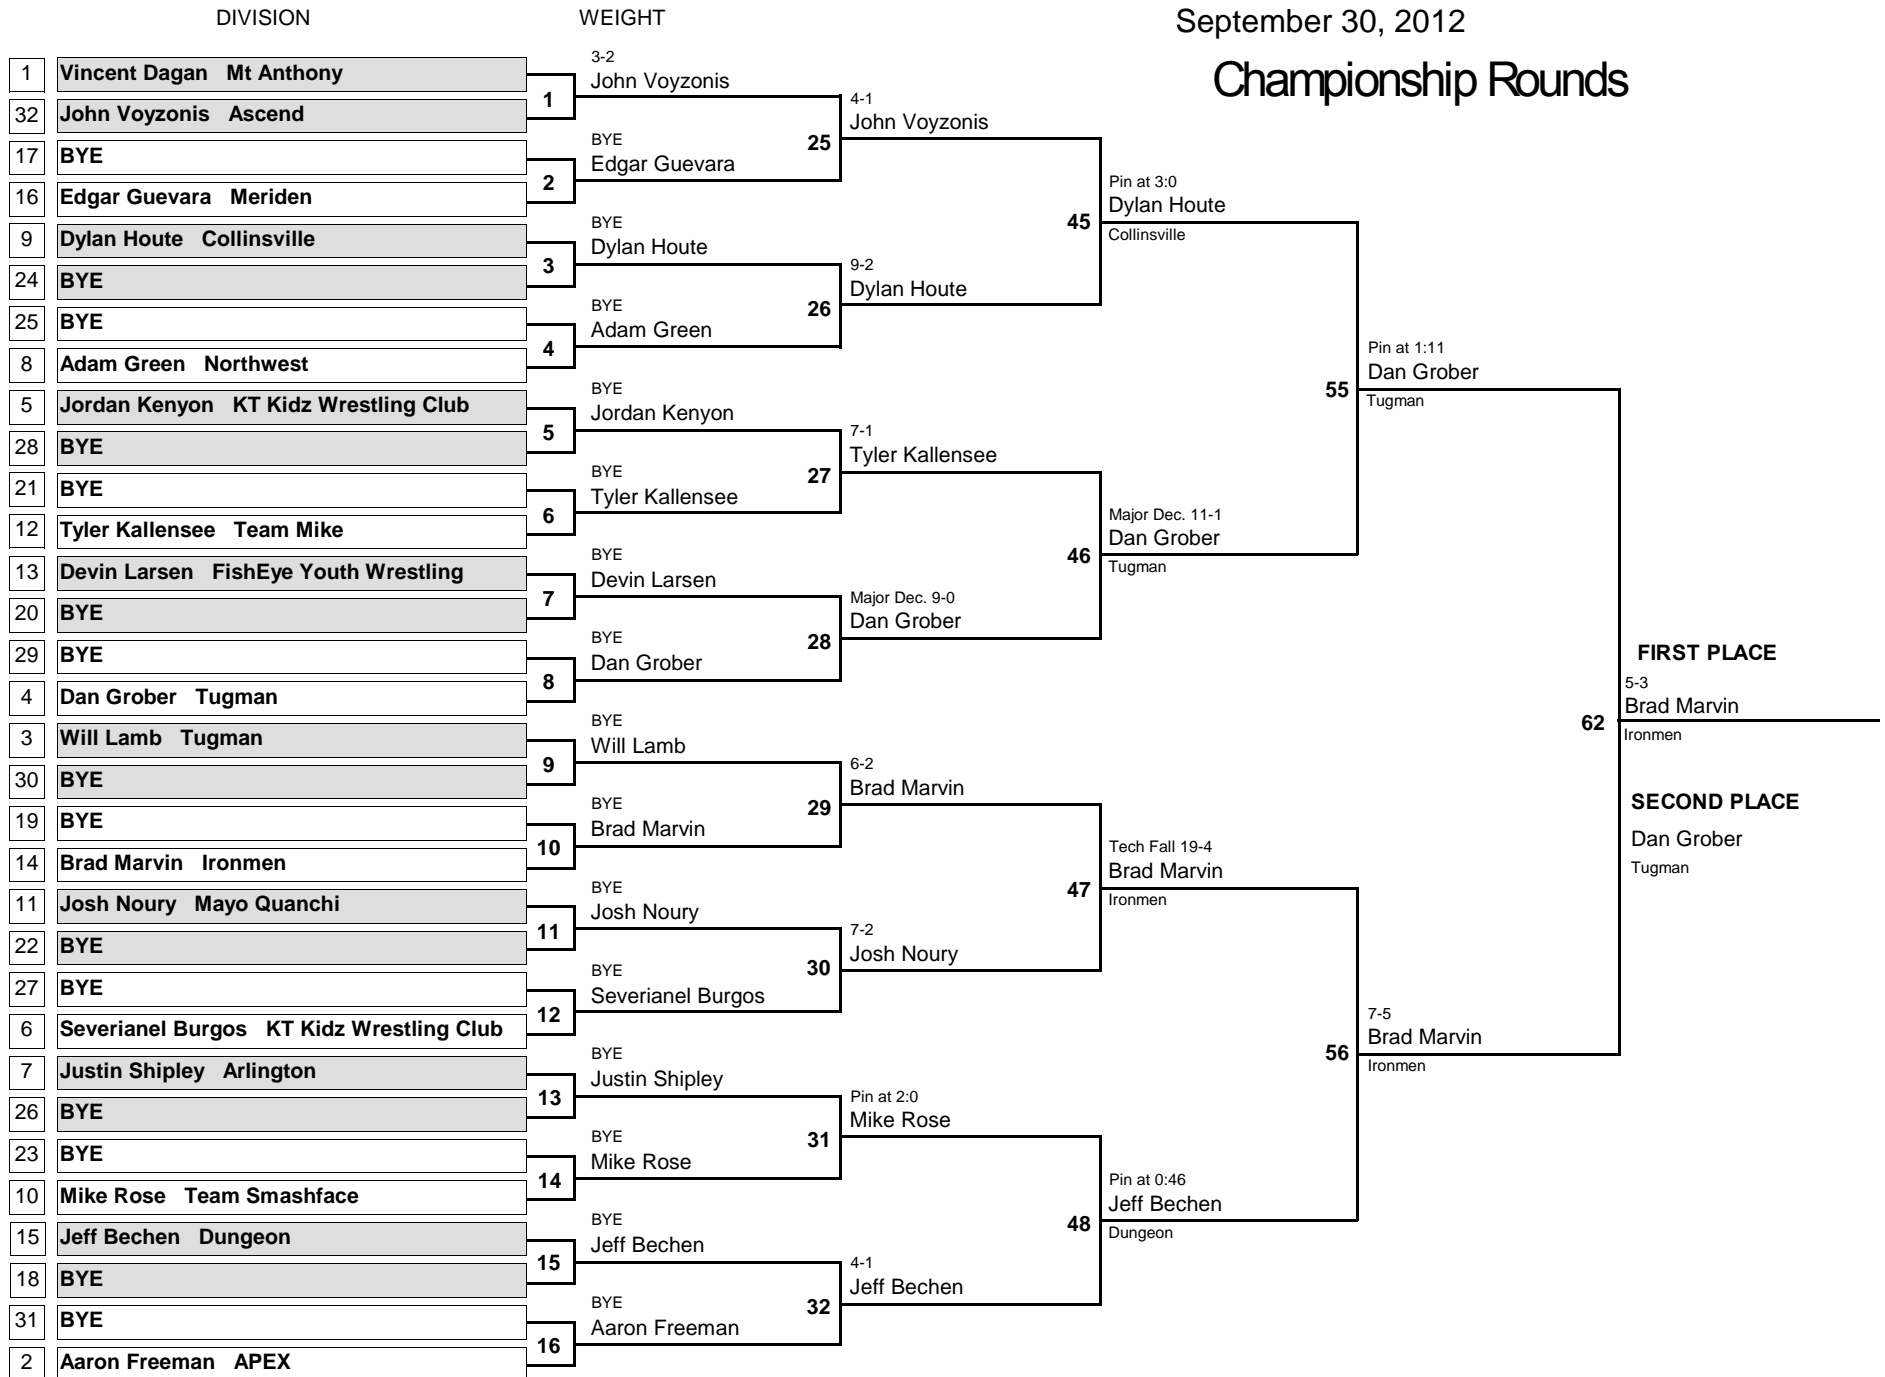 DIVISION
WEIGHT
September 30, 2012
Championship Rounds
1 Vincent Dagan Mt Anthony
32 John Voyzonis Ascend
17 BYE
16 Edgar Guevara Meriden
9 Dylan Houte Collinsville
24 BYE
25 BYE
8 Adam Green Northwest
5 Jordan Kenyon KT Kidz Wrestling Club
28 BYE
21 BYE
12 Tyler Kallensee Team Mike
13 Devin Larsen FishEye Youth Wrestling
20 BYE
29 BYE
4 Dan Grober Tugman
3 Will Lamb Tugman
30 BYE
19 BYE
14 Brad Marvin Ironmen
11 Josh Noury Mayo Quanchi
22 BYE
27 BYE
6 Severianel Burgos KT Kidz Wrestling Club
7 Justin Shipley Arlington
26 BYE
23 BYE
10 Mike Rose Team Smashface
15 Jeff Bechen Dungeon
18 BYE
31 BYE
2 Aaron Freeman APEX
3-2
John Voyzonis
1
BYE
Edgar Guevara
2
BYE
Dylan Houte
3
BYE
Adam Green
4
BYE
Jordan Kenyon
5
BYE
Tyler Kallensee
6
BYE
Devin Larsen
7
BYE
Dan Grober
8
BYE
Will Lamb
9
BYE
Brad Marvin
10
BYE
Josh Noury
11
BYE
Severianel Burgos
12
BYE
Justin Shipley
13
BYE
Mike Rose
14
BYE
Jeff Bechen
15
BYE
Aaron Freeman
16
4-1
John Voyzonis
25
9-2
Dylan Houte
26
7-1
Tyler Kallensee
27
Major Dec. 9-0
Dan Grober
28
6-2
Brad Marvin
29
7-2
Josh Noury
30
Pin at 2:0
Mike Rose
31
4-1
Jeff Bechen
32
Pin at 3:0
Dylan Houte
45
Collinsville
Major Dec. 11-1
Dan Grober
46
Tugman
Tech Fall 19-4
Brad Marvin
47
Ironmen
Pin at 0:46
Jeff Bechen
48
Dungeon
Pin at 1:11
Dan Grober
55
Tugman
7-5
Brad Marvin
56
Ironmen
FIRST PLACE
5-3
Brad Marvin
62
Ironmen
SECOND PLACE
Dan Grober
Tugman